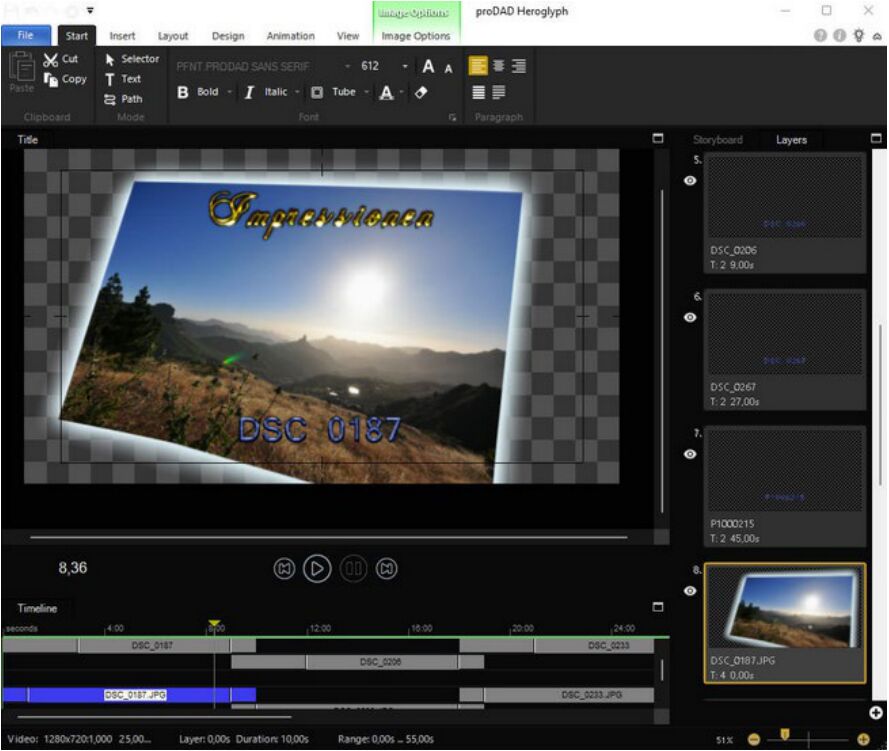 Image Options
proDAD Heroglyph
File Start Insert Layout Design Animation View Image Options
Paste
Cut
Copy
Selector
Text
Path
PFNT.PRODAD SANS SERIF 612 A A
B Bold I Italic Tube A
Clipboard Mode Font Paragraph
Title
Storyboard Layers
Impressionen
DSC 0187
5.
DSC 0206
DSC_0206
T: 2 9,00s
6.
DSC 0267
DSC_0267
T: 2 27,00s
7.
P1000215
P1000215
T: 2 45,00s
8.
DSC_0187.JPG
T: 4 0,00s
8,36
Timeline
seconds 4:00 8:00 12:00 16:00 20:00 24:00
DSC_0187 DSC_0233
DSC_0206
DSC_0187.JPG DSC_0233.JPG
Video: 1280x720:1,000 25,00... Layer: 0,00s Duration: 10,00s Range: 0,00s ... 55,00s 51%